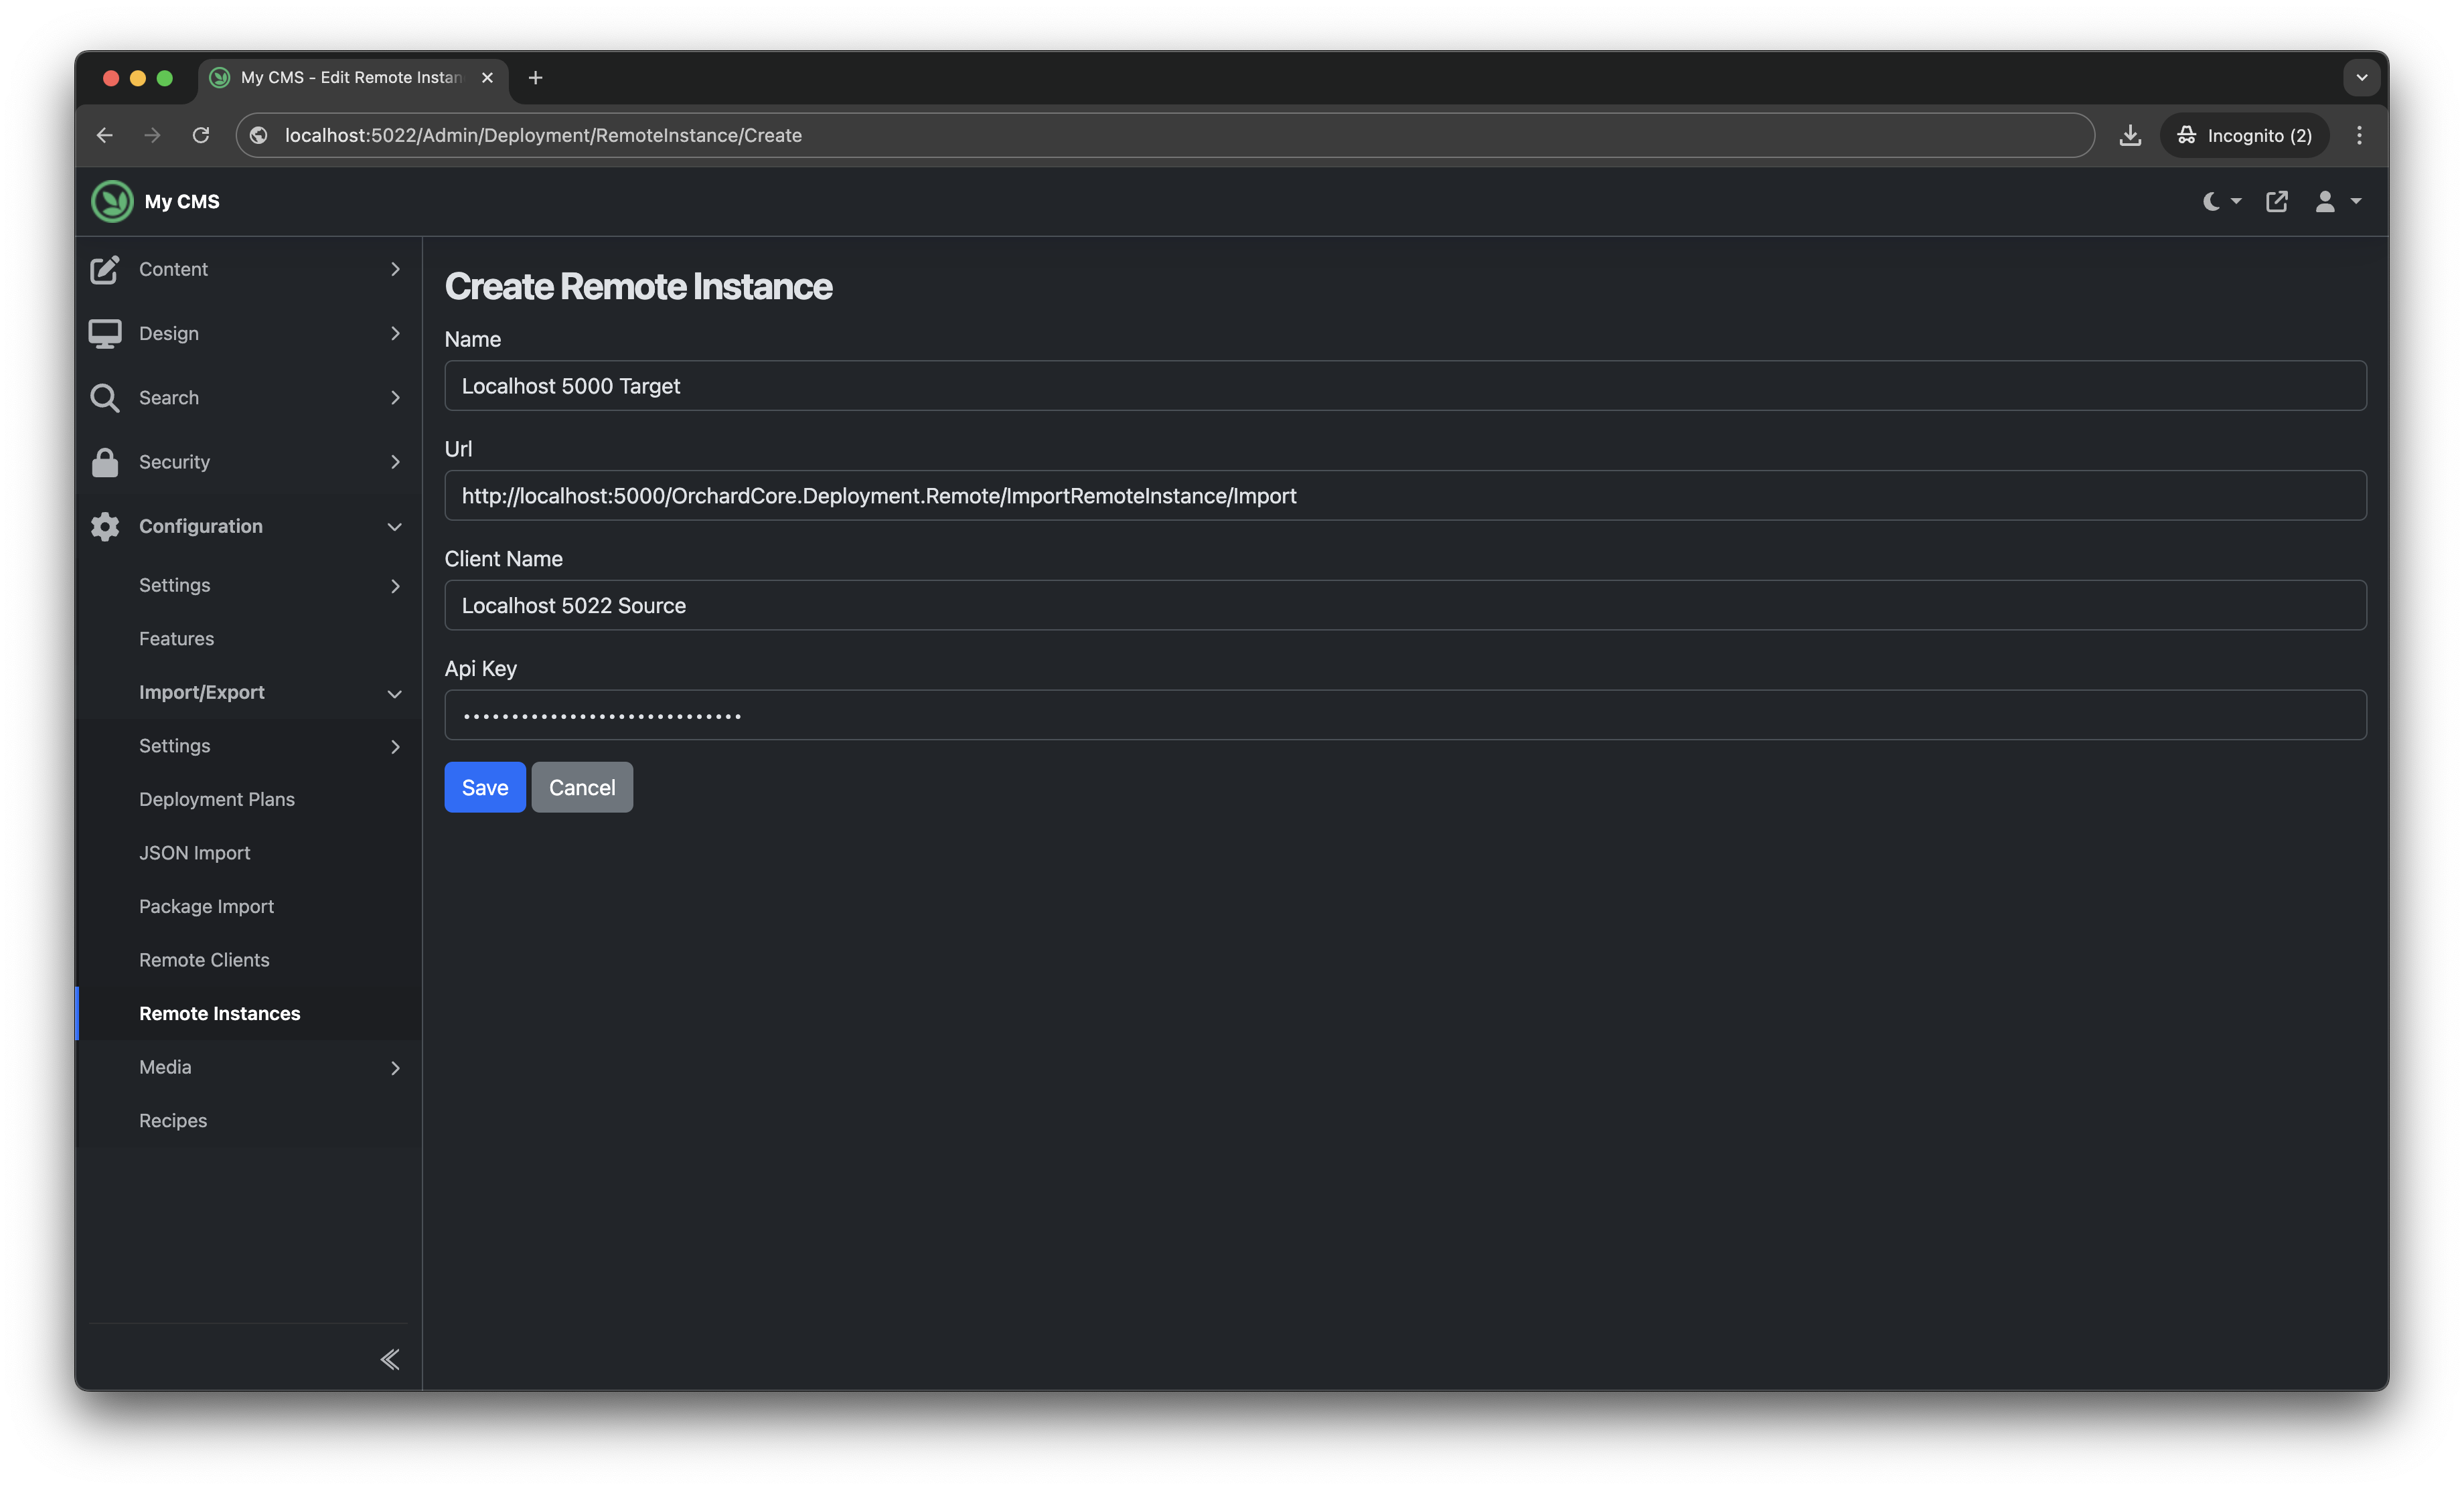 My CMS - Edit Remote Instan
localhost:5022/Admin/Deployment/RemoteInstance/Create
Incognito (2)
My CMS
Content
Design
Search
Security
Configuration
Settings
Features
Import/Export
Settings
Deployment Plans
JSON Import
Package Import
Remote Clients
Remote Instances
Media
Recipes
Create Remote Instance
Name
Localhost 5000 Target
Url
http://localhost:5000/OrchardCore.Deployment.Remote/ImportRemoteInstance/Import
Client Name
Localhost 5022 Source
Api Key
•••••••••••••••••••••••••••••
Save Cancel